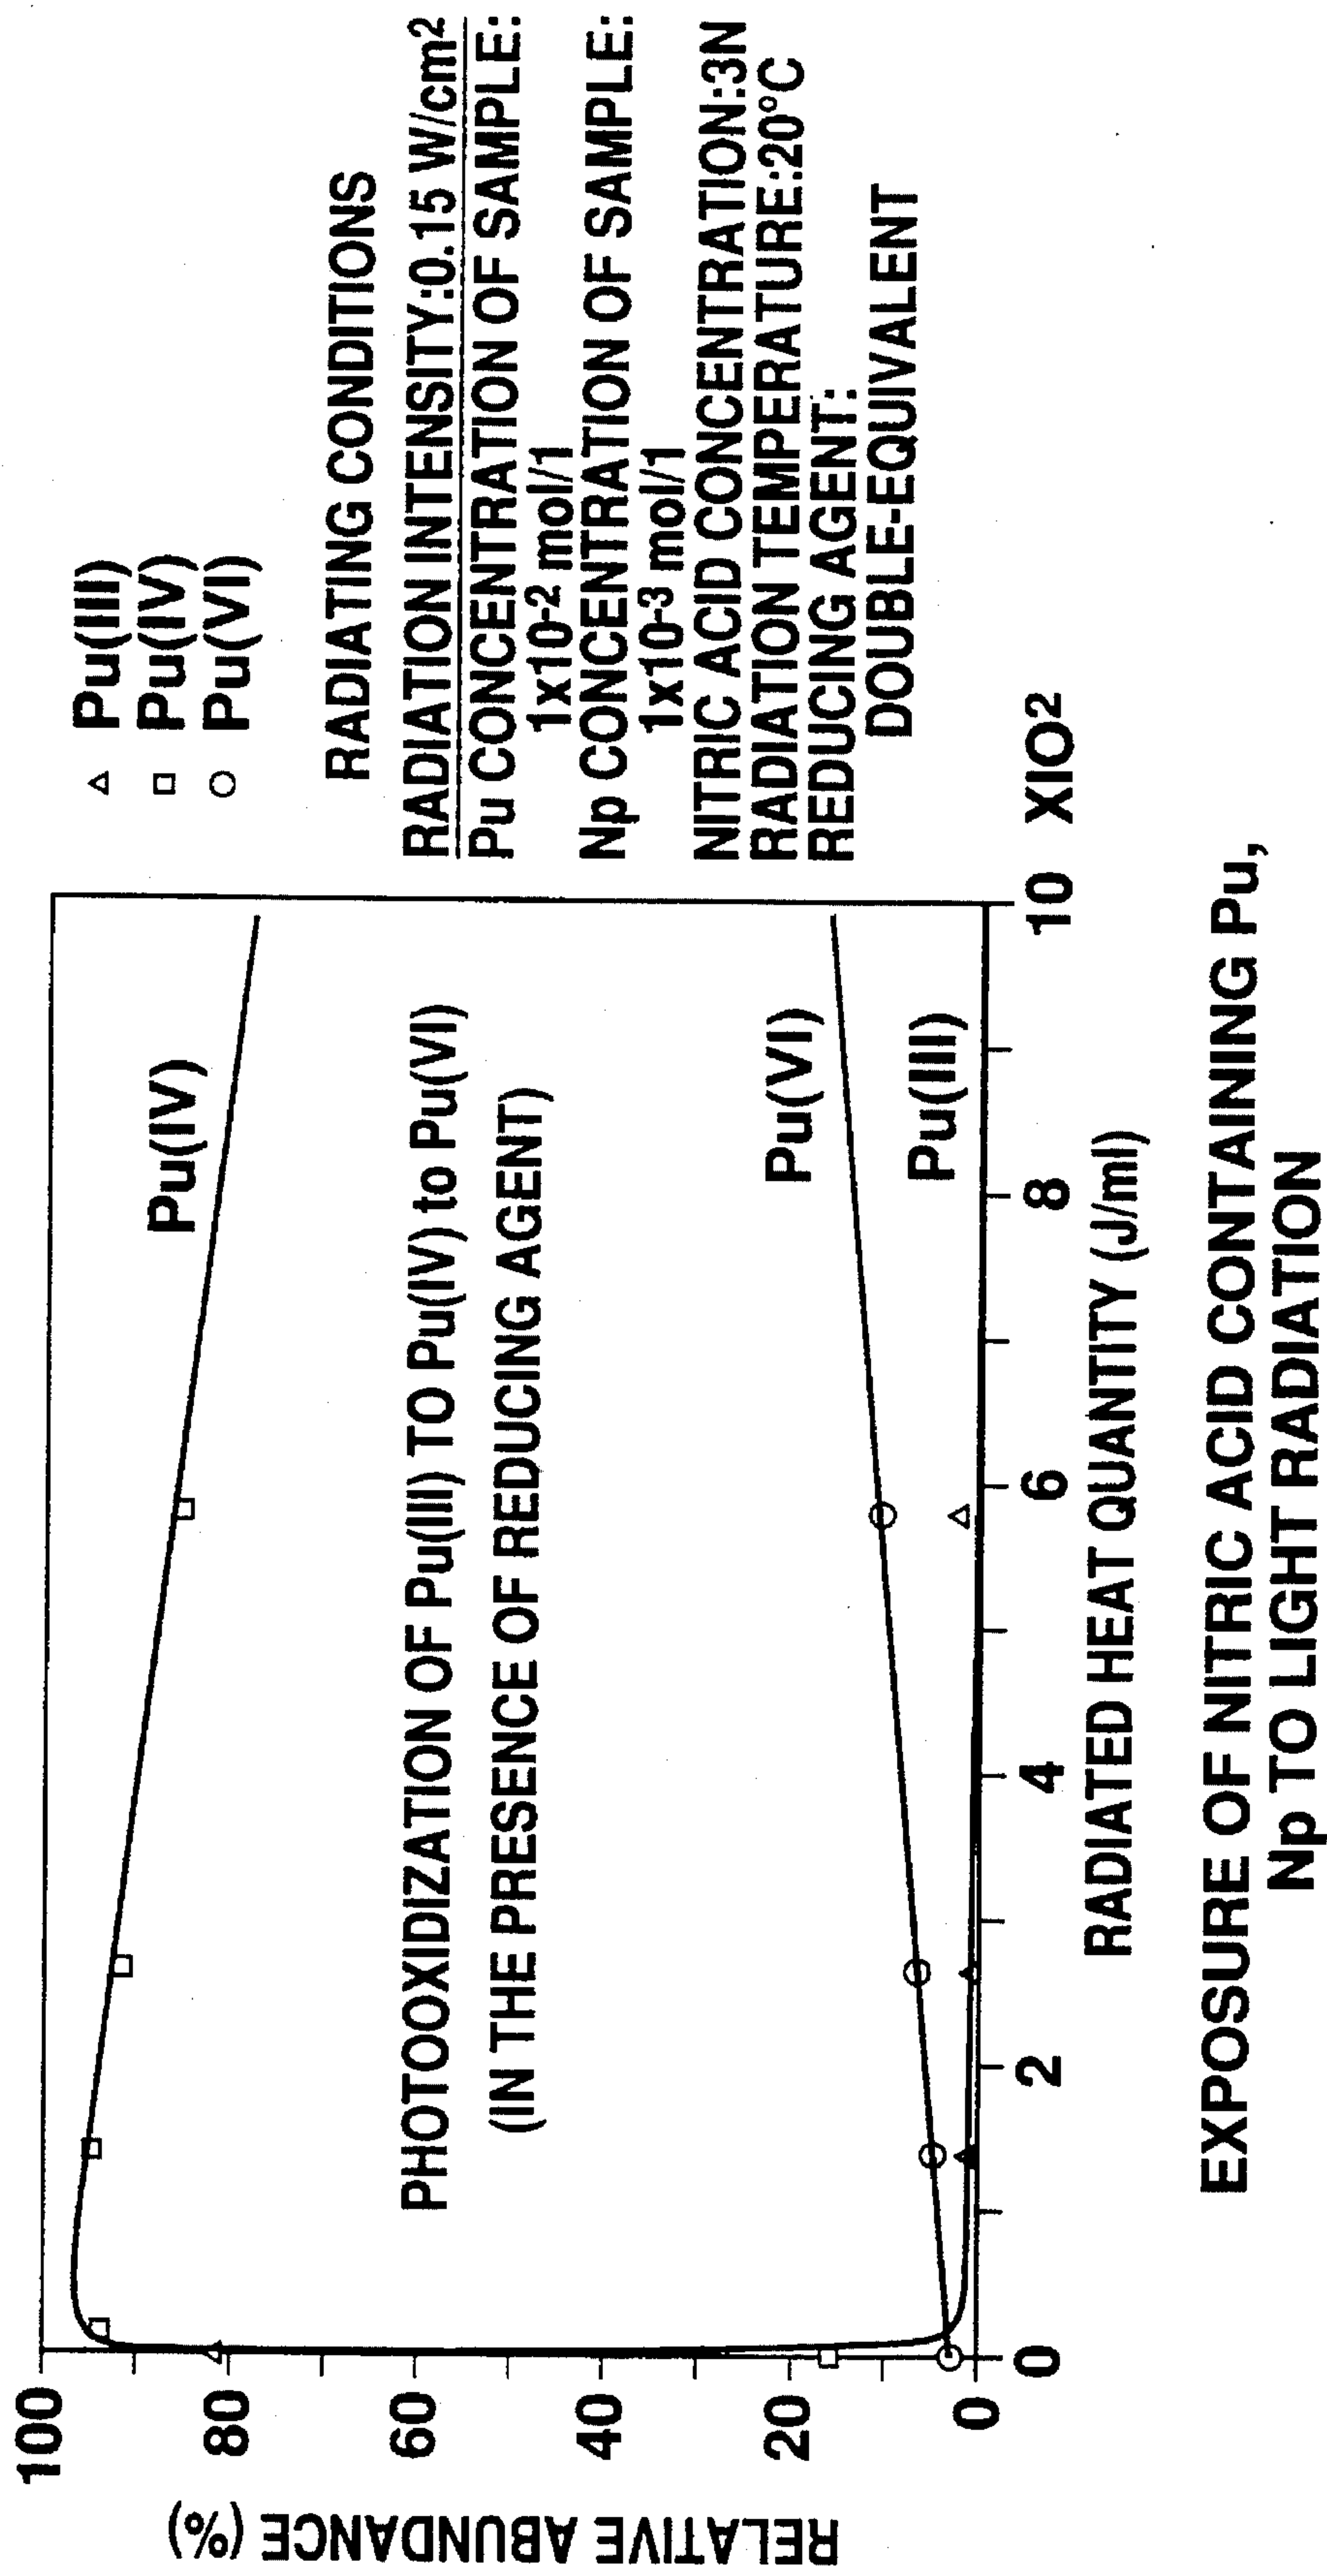 RELATIVE ABUNDANCE (%)
100
80
60
40
20
0
Pu(IV)
PHOTOOXIDIZATION OF Pu(III) TO Pu(IV) to Pu(VI)
(IN THE PRESENCE OF REDUCING AGENT)
Pu(VI)
Pu(III)
0 2 4 6 8 10 XIO²
RADIATED HEAT QUANTITY (J/ml)
△ Pu(III)
□ Pu(IV)
○ Pu(VI)
RADIATING CONDITIONS
RADIATION INTENSITY:0.15 W/cm²
Pu CONCENTRATION OF SAMPLE:
1x10⁻² mol/1
Np CONCENTRATION OF SAMPLE:
1x10⁻³ mol/1
NITRIC ACID CONCENTRATION:3N
RADIATION TEMPERATURE:20°C
REDUCING AGENT:
DOUBLE-EQUIVALENT
EXPOSURE OF NITRIC ACID CONTAINING Pu,
Np TO LIGHT RADIATION